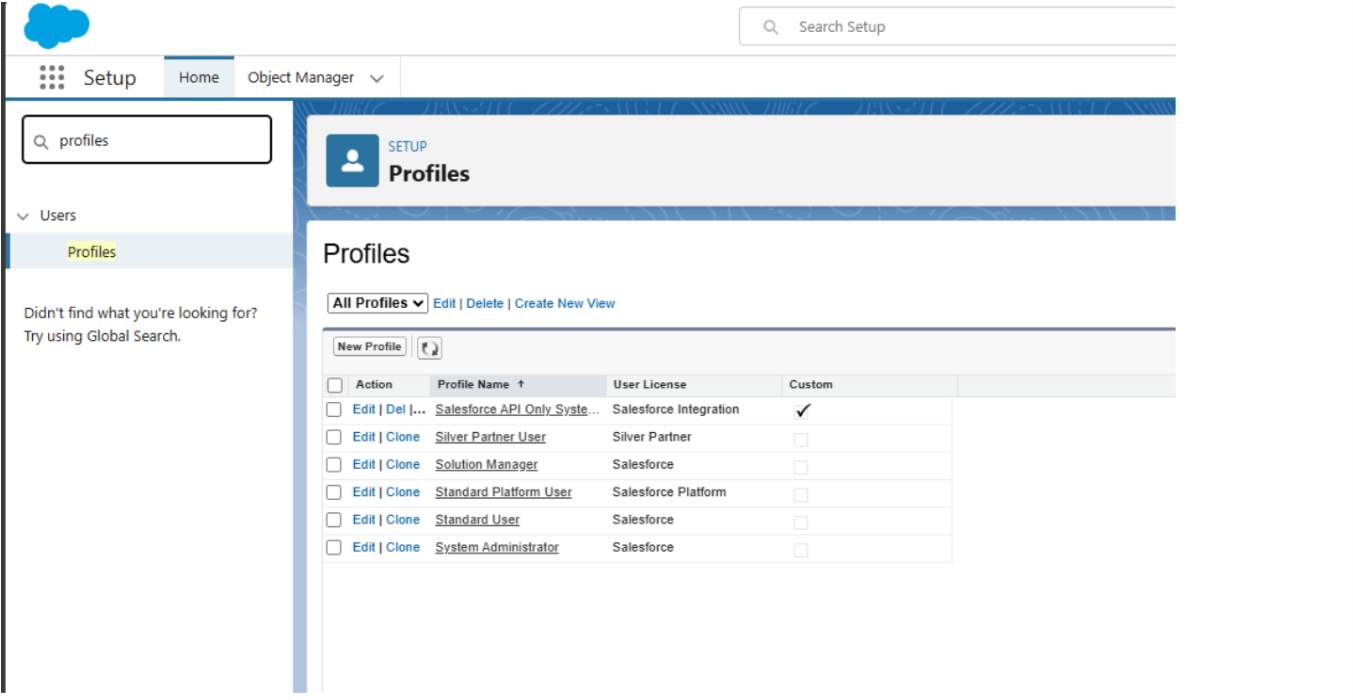 Search Setup
Setup Home Object Manager
profiles
SETUP
Profiles
Users
Profiles
Didn't find what you're looking for?
Try using Global Search.
Profiles
All Profiles Edit | Delete | Create New View
New Profile
Action Profile Name ↑ User License Custom
Edit | Del |... Salesforce API Only Syste... Salesforce Integration
Edit | Clone Silver Partner User Silver Partner
Edit | Clone Solution Manager Salesforce
Edit | Clone Standard Platform User Salesforce Platform
Edit | Clone Standard User Salesforce
Edit | Clone System Administrator Salesforce